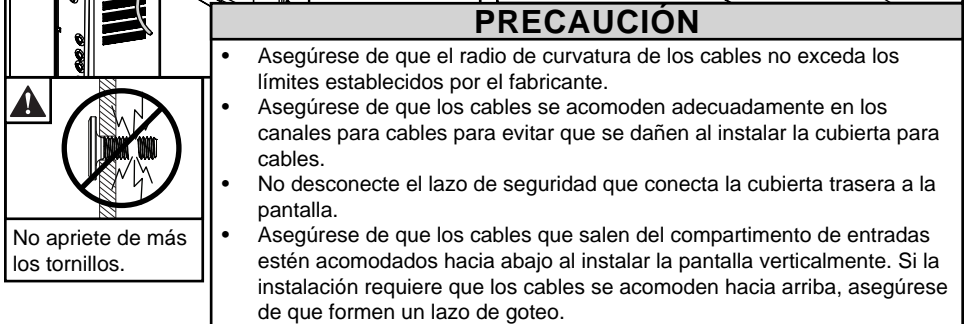 PRECAUCIÓN
• Asegúrese de que el radio de curvatura de los cables no exceda los
límites establecidos por el fabricante.
• Asegúrese de que los cables se acomoden adecuadamente en los
canales para cables para evitar que se dañen al instalar la cubierta para
cables.
• No desconecte el lazo de seguridad que conecta la cubierta trasera a la
pantalla.
• Asegúrese de que los cables que salen del compartimento de entradas
estén acomodados hacia abajo al instalar la pantalla verticalmente. Si la
instalación requiere que los cables se acomoden hacia arriba, asegúrese
de que formen un lazo de goteo.
No apriete de más
los tornillos.